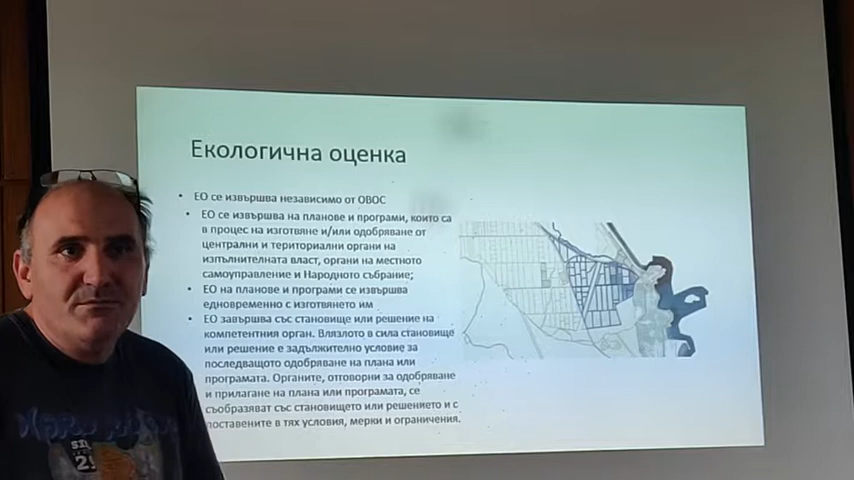 Екологична оценка
• ЕО се извършва независимо от ОВОС
• ЕО се извършва на планове и програми, които са
в процес на изготвяне и/или одобряване от
централни и териториални органи на
изпълнителната власт, органи на местното
самоуправление и Народното събрание;
• ЕО на планове и програми се извършва
едновременно с изготвянето им
• ЕО завършва със становище или решение на
компетентния орган. Влязлото в сила становище
или решение е задължително условие за
последващото одобряване на плана или
програмата. Органите, отговорни за одобряване
и прилагане на плана или програмата, се
съобразяват със становището или решението и с
поставените в тях условия, мерки и ограничения.